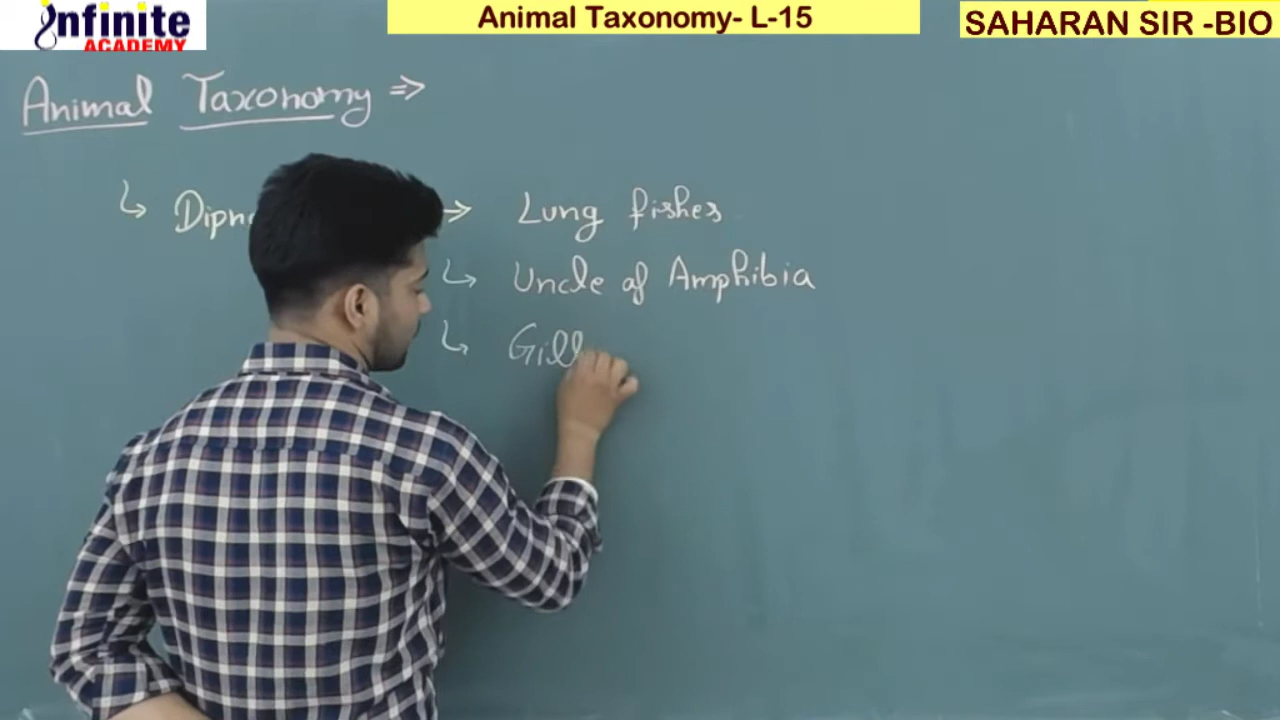 infinite
ACADEMY
Animal Taxonomy- L-15
SAHARAN SIR -BIO
Animal Taxonomy ⇒
↳ Dipn → Lung fishes
↳ Uncle of Amphibia
↳ Gill